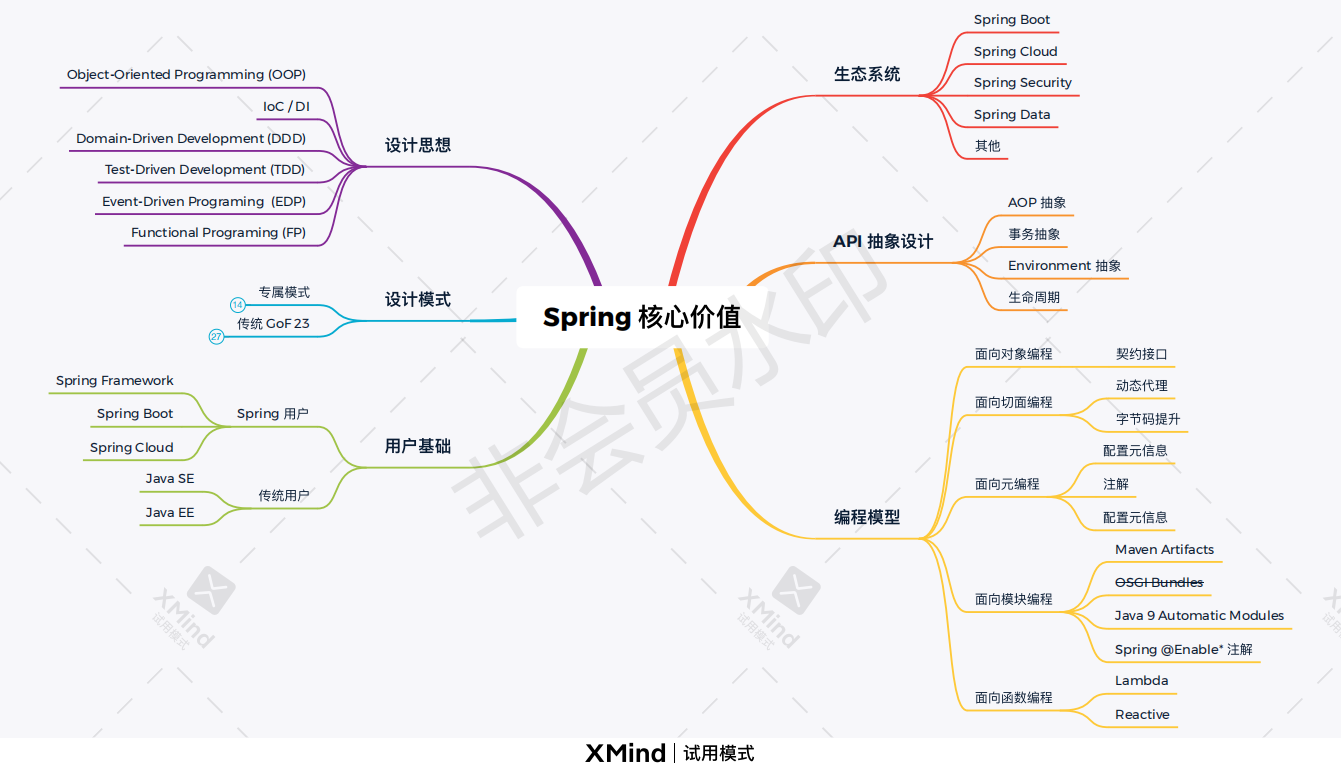 Spring 核心价值
生态系统
Spring Boot
Spring Cloud
Spring Security
Spring Data
其他
API 抽象设计
AOP 抽象
事务抽象
Environment 抽象
生命周期
编程模型
面向对象编程
契约接口
面向切面编程
动态代理
字节码提升
面向元编程
配置元信息
注解
配置元信息
面向模块编程
Maven Artifacts
OSGI Bundles
Java 9 Automatic Modules
Spring @Enable* 注解
面向函数编程
Lambda
Reactive
设计思想
Object-Oriented Programming (OOP)
IoC / DI
Domain-Driven Development (DDD)
Test-Driven Development (TDD)
Event-Driven Programing  (EDP)
Functional Programing (FP)
设计模式
专属模式
14
传统 GoF 23
27
用户基础
Spring 用户
Spring Framework
Spring Boot
Spring Cloud
传统用户
Java SE
Java EE
非会员水印
XMind
试用模式
XMind
试用模式
XMind
试用模式